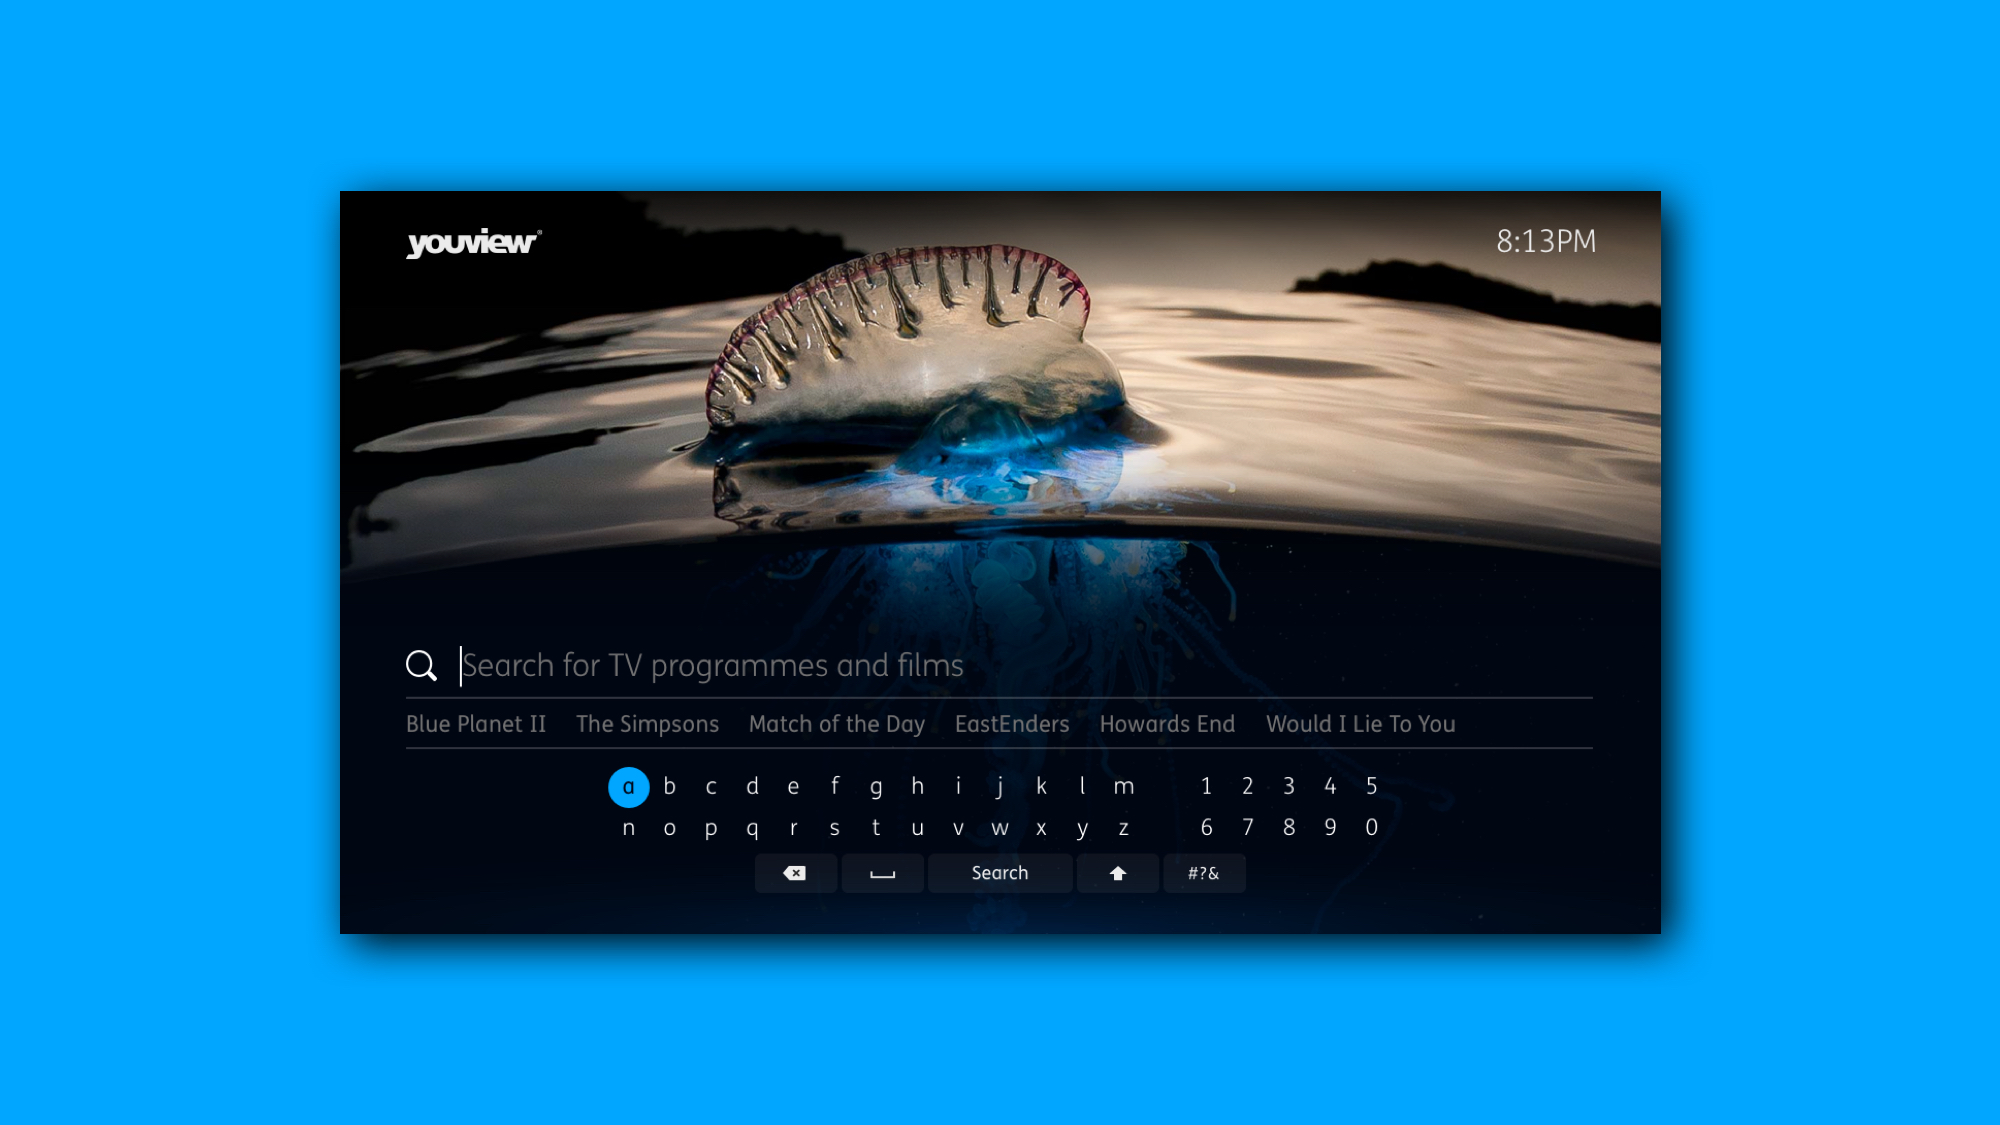 youview®
8:13PM
Search for TV programmes and films
Blue Planet II The Simpsons Match of the Day EastEnders Howards End Would I Lie To You
a b c d e f g h i j k l m 1 2 3 4 5
n o p q r s t u v w x y z 6 7 8 9 0
Search #?&